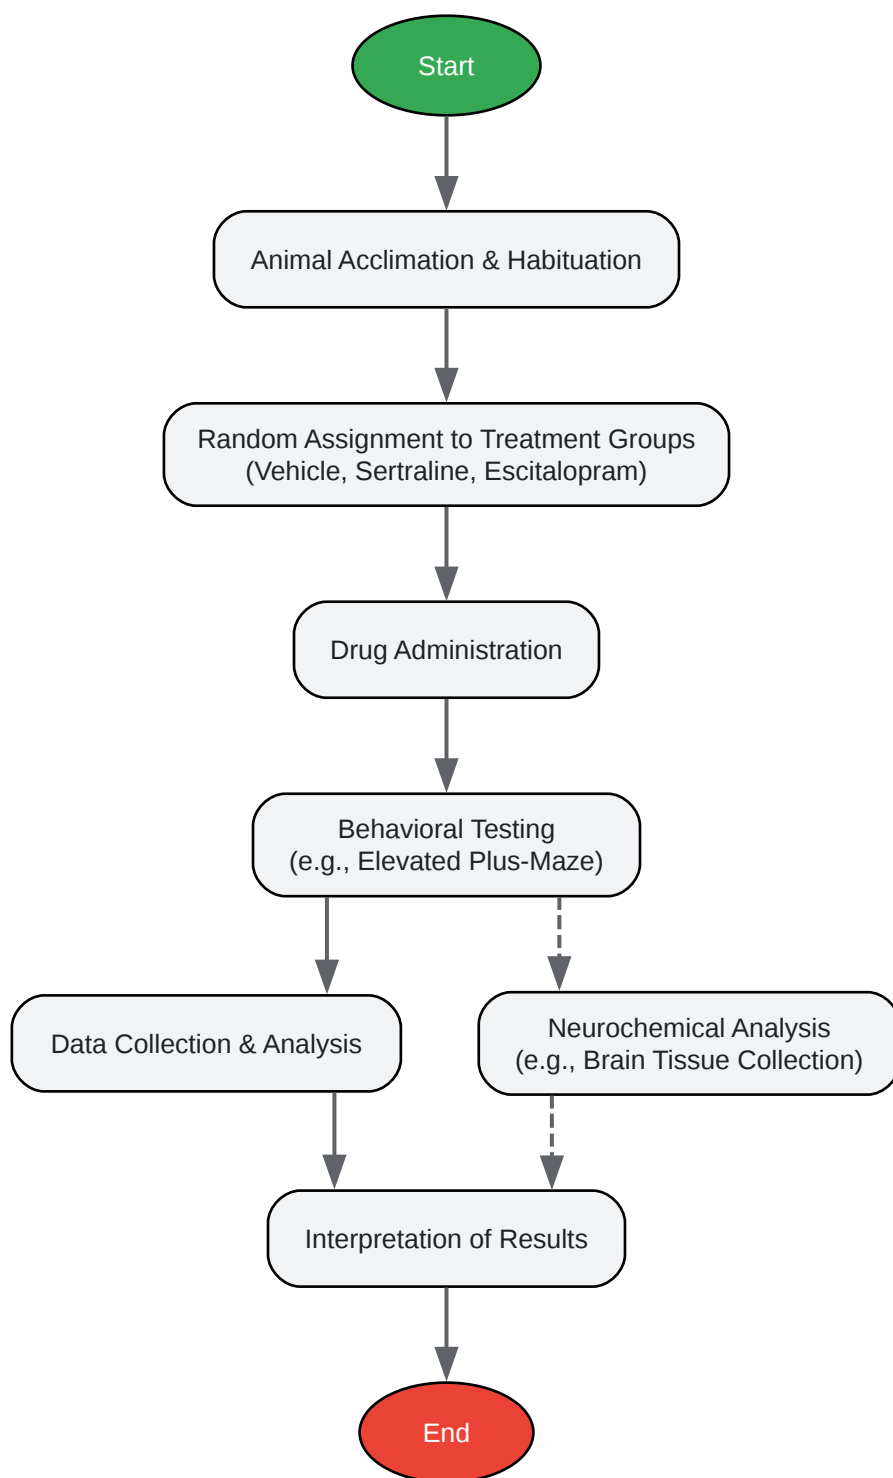 Start
Animal Acclimation & Habituation
Random Assignment to Treatment Groups
(Vehicle, Sertraline, Escitalopram)
Drug Administration
Behavioral Testing
(e.g., Elevated Plus-Maze)
Data Collection & Analysis
Neurochemical Analysis
(e.g., Brain Tissue Collection)
Interpretation of Results
End